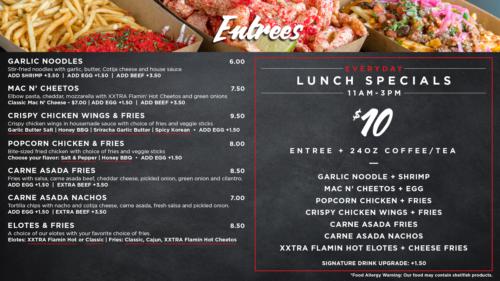 Entrees
GARLIC NOODLES 6.00
Stir-fried noodles with garlic, butter, Cotija cheese and house sauce
ADD SHRIMP +3.50 | ADD EGG +1.50 | ADD BEEF +3.50
MAC N' CHEETOS 7.50
Elbow pasta, cheddar, mozzarella with XXTRA Flamin' Hot Cheetos and green onions
Classic Mac N' Cheese - $7.00 | ADD EGG +1.50 | ADD BEEF +3.50
CRISPY CHICKEN WINGS & FRIES 9.50
Crispy chicken wings in housemade sauce with choice of fries and veggie sticks
Garlic Butter Salt | Honey BBQ | Sriracha Garlic Butter | Spicy Korean • ADD EGG +1.50
POPCORN CHICKEN & FRIES 8.00
Bite-sized fried chicken with choice of fries and veggie sticks
Choose your flavor: Salt & Pepper | Honey BBQ • ADD EGG +1.50
CARNE ASADA FRIES 8.50
Fries with salsa, carne asada beef, cheddar cheese, pickled onion, green onion and cilantro.
ADD EGG +1.50 | EXTRA BEEF +3.50
CARNE ASADA NACHOS 7.00
Tortilla chips with nacho and cotija cheese, carne asada, fresh salsa and pickled onion.
ADD EGG +1.50 | EXTRA BEEF +3.50
ELOTES & FRIES 8.50
A choice of our elotes with your favorite choice of fries.
Elotes: XXTRA Flamin Hot or Classic | Fries: Classic, Cajun, XXTRA Flamin Hot Cheetos
EVERYDAY
LUNCH SPECIALS
11AM-3PM
$10
ENTREE + 24OZ COFFEE/TEA
GARLIC NOODLE + SHRIMP
MAC N' CHEETOS + EGG
POPCORN CHICKEN + FRIES
CRISPY CHICKEN WINGS + FRIES
CARNE ASADA FRIES
CARNE ASADA NACHOS
XXTRA FLAMIN HOT ELOTES + CHEESE FRIES
SIGNATURE DRINK UPGRADE: +1.50
*Food Allergy Warning: Our food may contain shellfish products.